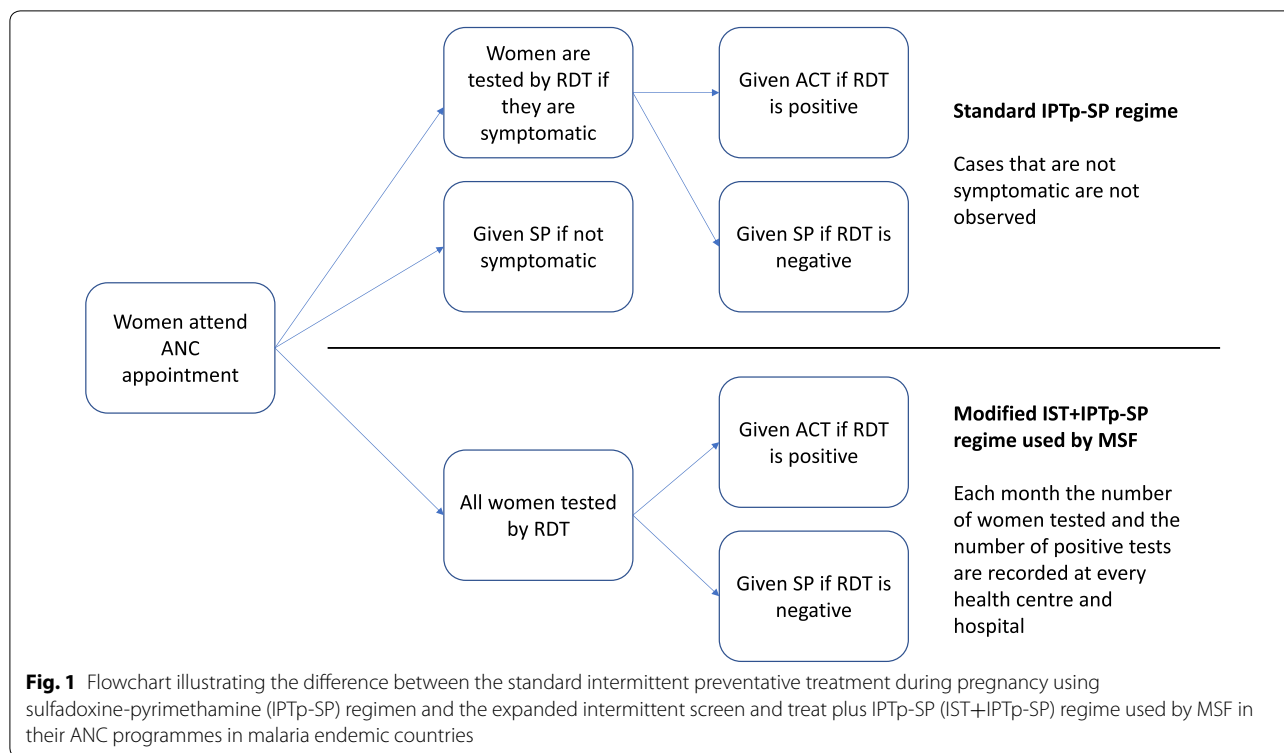 Women attend
ANC
appointment
Women are
tested by RDT if
they are
symptomatic
Given SP if not
symptomatic
Given ACT if RDT
is positive
Given SP if RDT is
negative
Standard IPTp-SP regime
Cases that are not
symptomatic are not
observed
All women tested
by RDT
Given ACT if RDT
is positive
Given SP if RDT is
negative
Modified IST+IPTp-SP
regime used by MSF
Each month the number
of women tested and the
number of positive tests
are recorded at every
health centre and
hospital
Fig. 1 Flowchart illustrating the difference between the standard intermittent preventative treatment during pregnancy using
sulfadoxine-pyrimethamine (IPTp-SP) regimen and the expanded intermittent screen and treat plus IPTp-SP (IST+IPTp-SP) regime used by MSF in
their ANC programmes in malaria endemic countries